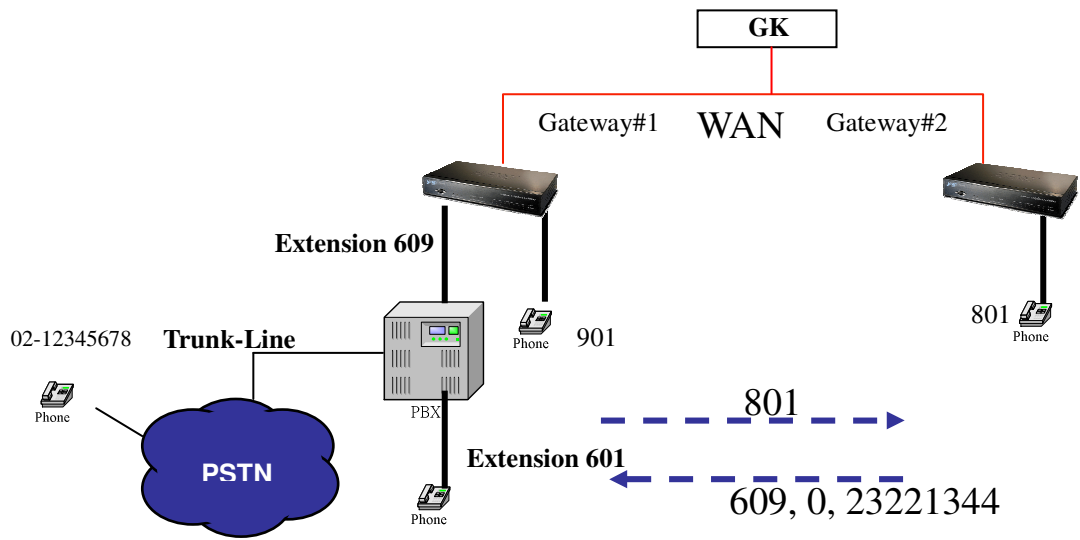 GK
Gateway#1
WAN
Gateway#2
Extension 609
02-12345678
Trunk-Line
Phone
901
801
Phone
Phone
PBX
801
PSTN
Extension 601
609, 0, 23221344
Phone